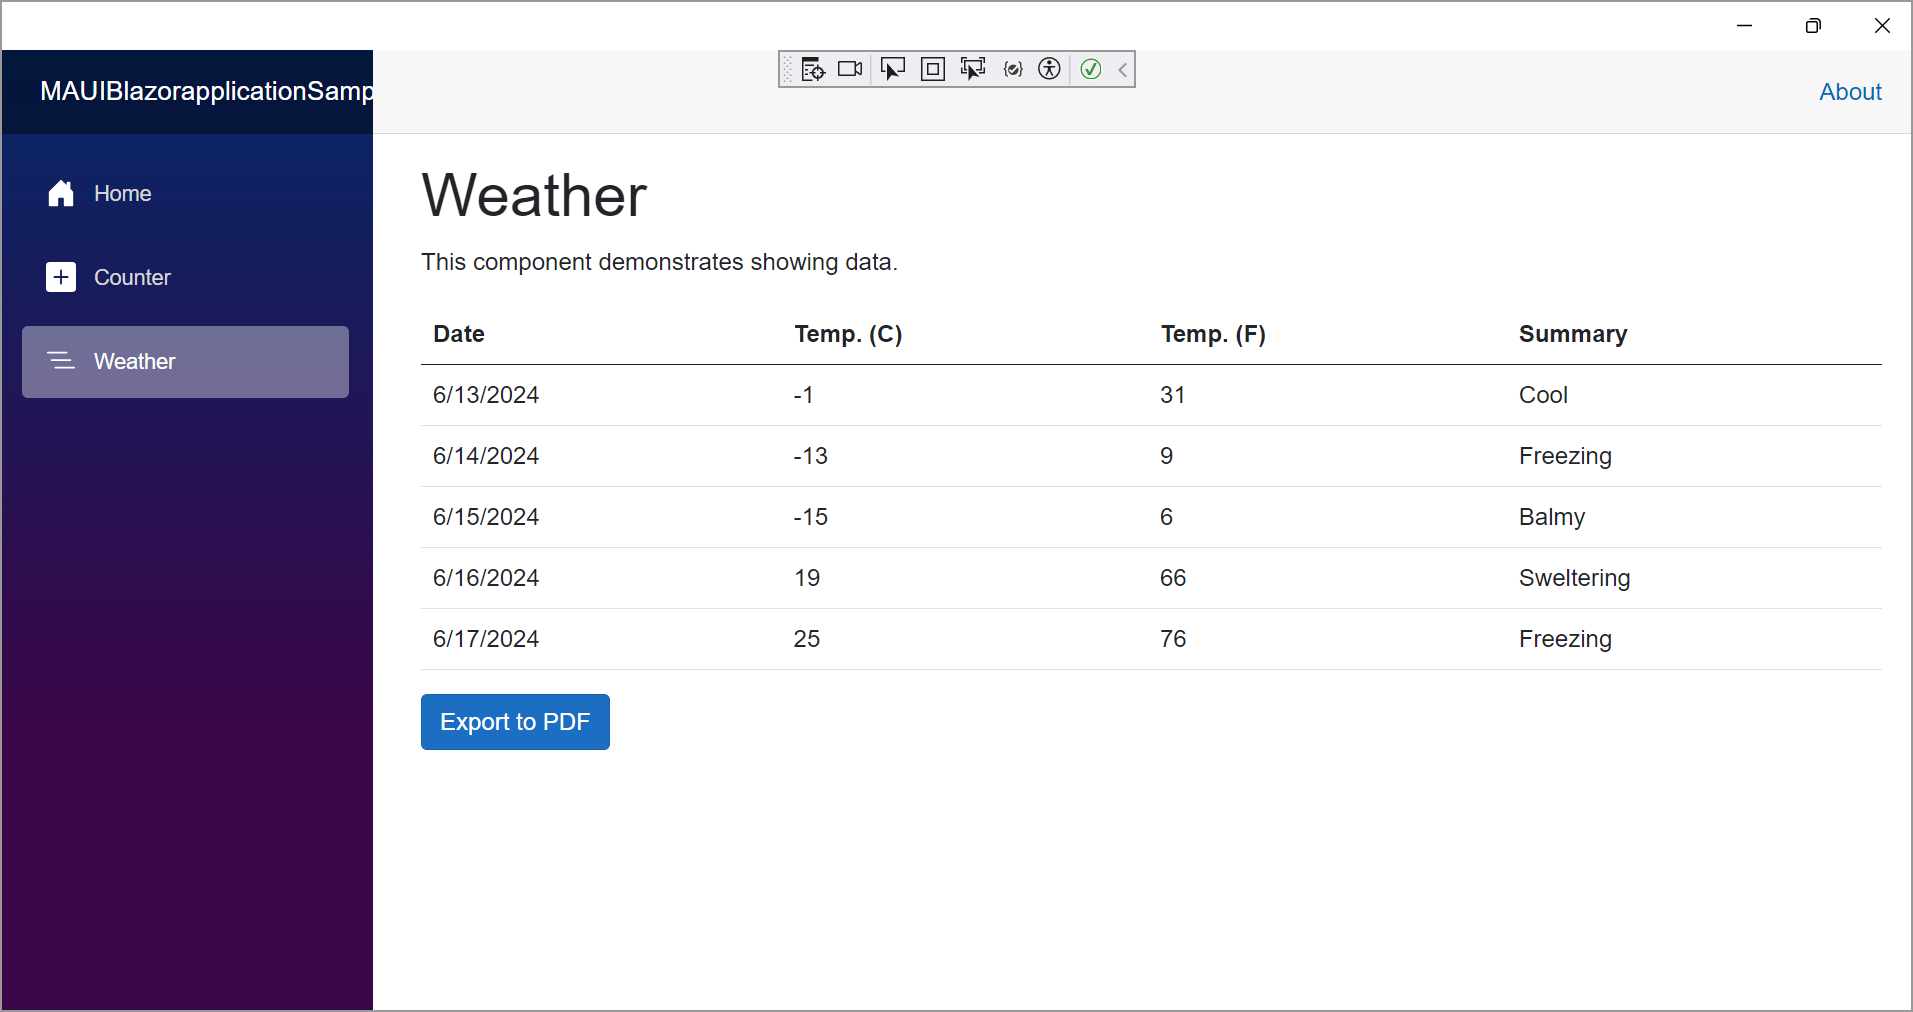 MAUIBlazorapplicationSamp
About
Home
Counter
Weather
Weather
This component demonstrates showing data.
Date Temp. (C) Temp. (F) Summary
6/13/2024 -1 31 Cool
6/14/2024 -13 9 Freezing
6/15/2024 -15 6 Balmy
6/16/2024 19 66 Sweltering
6/17/2024 25 76 Freezing
Export to PDF